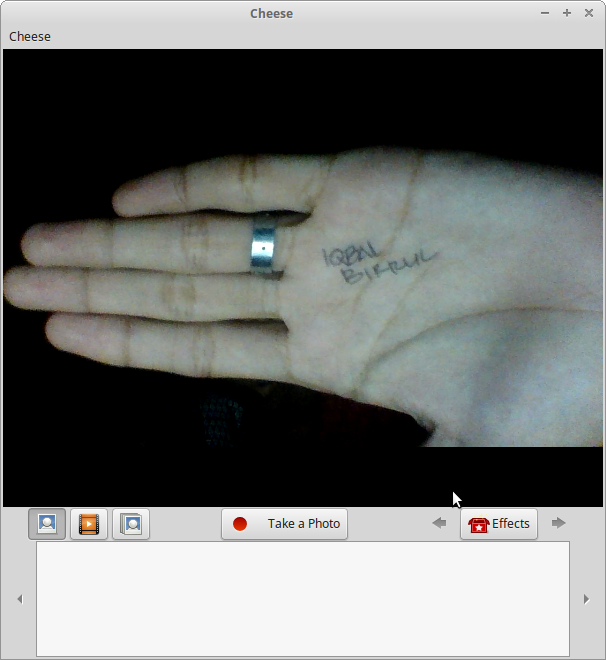 Cheese
Cheese
IQBAL
BIRRUL
Take a Photo
Effects